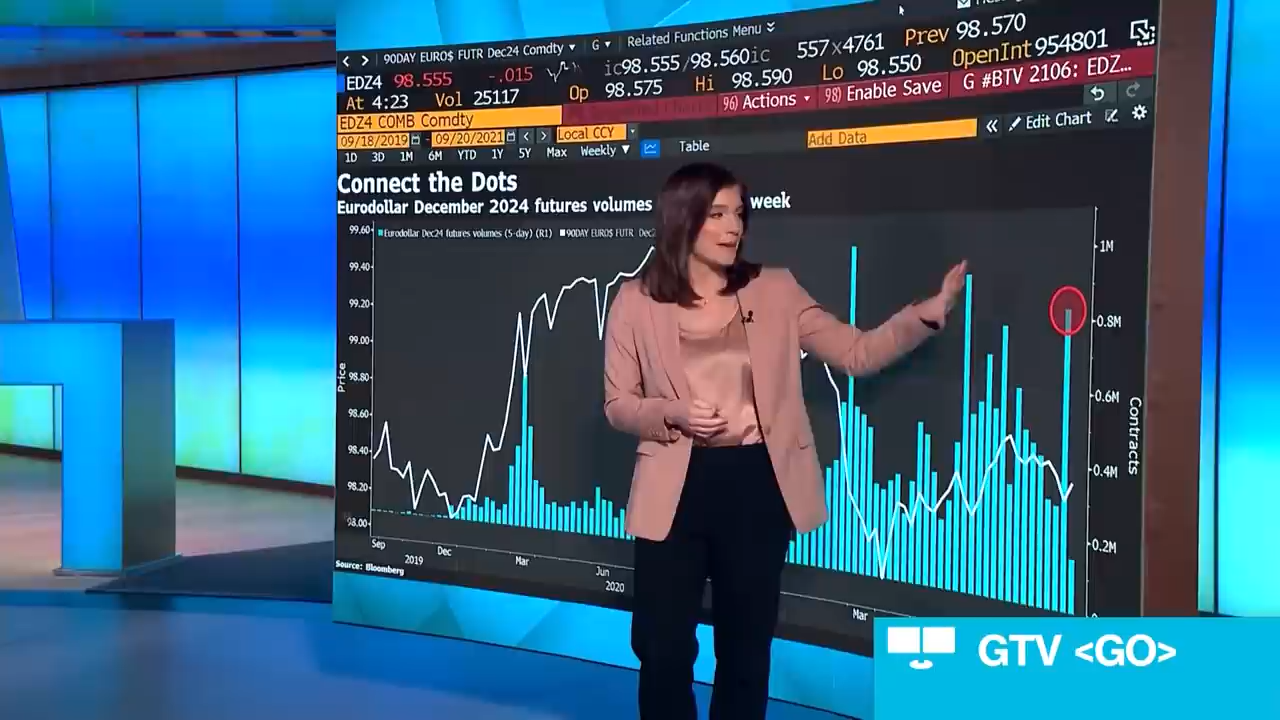 < > 90DAY EURO$ FUTR Dec24 Comdty ▾ G ▾ Related Functions Menu
EDZ4 98.555 -.015 ic98.555/98.560ic 557x4761 Prev 98.570
At 4:23 Vol 25117 Op 98.575 Hi 98.590 Lo 98.550 OpenInt 954801
96) Actions ▾ 98) Enable Save G #BTV 2106: EDZ...
EDZ4 COMB Comdty
09/18/2019 - 09/20/2021 < > Local CCY Add Data « Edit Chart
1D 3D 1M 6M YTD 1Y 5Y Max Weekly ▼ Table
Connect the Dots
Eurodollar December 2024 futures volumes week
Eurodollar Dec24 futures volumes (5-day) (R1) 90DAY EURO$ FUTR Dec2
99.60
99.40
99.20
99.00
98.80
98.60
98.40
98.20
98.00
Price
1M
0.8M
0.6M
0.4M
0.2M
0
Contracts
Sep Dec Mar Jun Mar
2019 2020
Source: Bloomberg
GTV <GO>